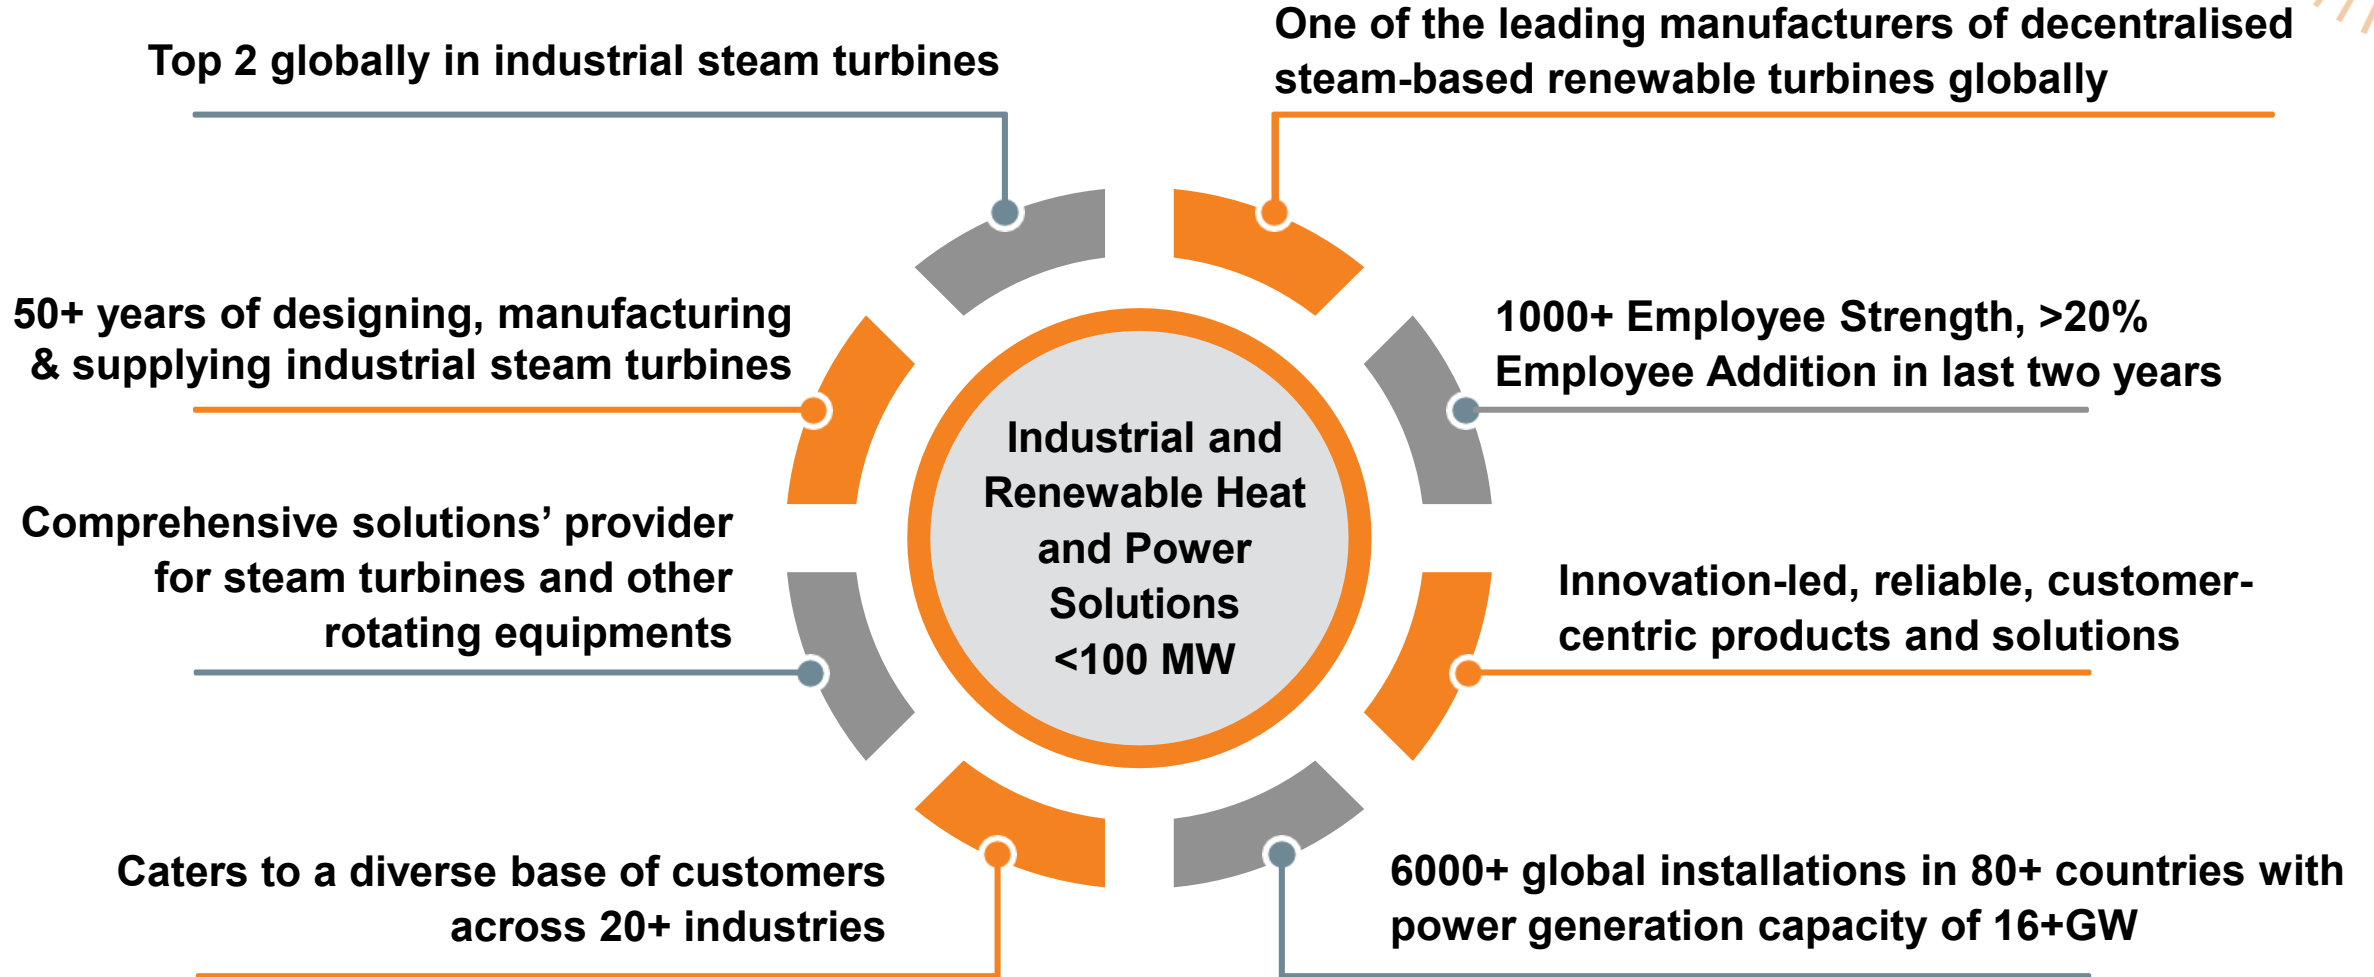 Top 2 globally in industrial steam turbines
One of the leading manufacturers of decentralised
steam-based renewable turbines globally
50+ years of designing, manufacturing
& supplying industrial steam turbines
1000+ Employee Strength, >20%
Employee Addition in last two years
Industrial and
Renewable Heat
and Power
Solutions
<100 MW
Comprehensive solutions’ provider
for steam turbines and other
rotating equipments
Innovation-led, reliable, customer-
centric products and solutions
Caters to a diverse base of customers
across 20+ industries
6000+ global installations in 80+ countries with
power generation capacity of 16+GW